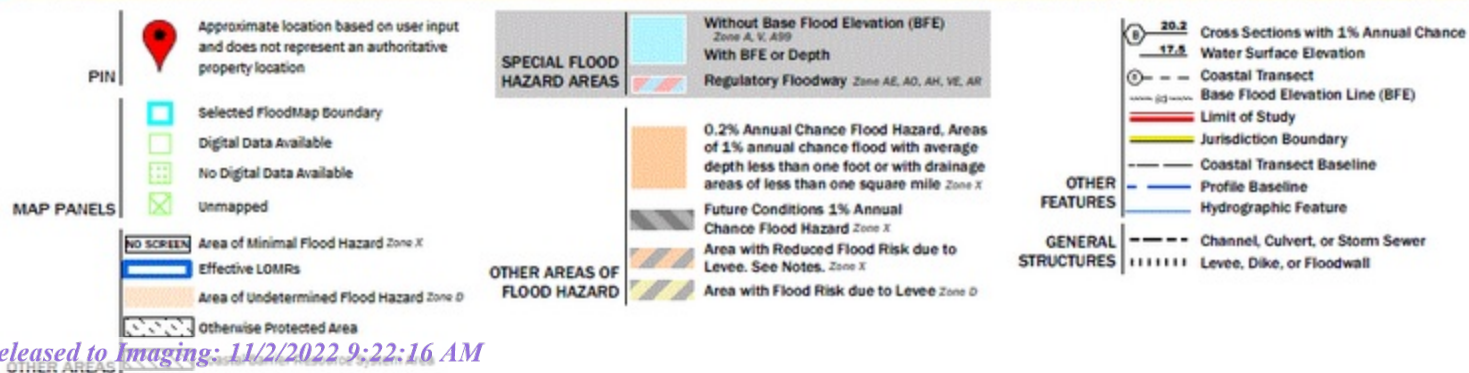 Approximate location based on user input
and does not represent an authoritative
property location
PIN
Selected FloodMap Boundary
Digital Data Available
No Digital Data Available
Unmapped
MAP PANELS
NO SCREEN Area of Minimal Flood Hazard Zone X
Effective LOMRs
Area of Undetermined Flood Hazard Zone D
Otherwise Protected Area
Coastal Barrier Resource System Area
OTHER AREAS
eleased to Imaging: 11/2/2022 9:22:16 AM
SPECIAL FLOOD
HAZARD AREAS
Without Base Flood Elevation (BFE)
Zone A, V, A99
With BFE or Depth
Regulatory Floodway Zone AE, AO, AH, VE, AR
0.2% Annual Chance Flood Hazard, Areas
of 1% annual chance flood with average
depth less than one foot or with drainage
areas of less than one square mile Zone X
Future Conditions 1% Annual
Chance Flood Hazard Zone X
Area with Reduced Flood Risk due to
Levee. See Notes. Zone X
Area with Flood Risk due to Levee Zone D
OTHER AREAS OF
FLOOD HAZARD
B 20.2 Cross Sections with 1% Annual Chance
17.5 Water Surface Elevation
Coastal Transect
Base Flood Elevation Line (BFE)
Limit of Study
Jurisdiction Boundary
Coastal Transect Baseline
Profile Baseline
Hydrographic Feature
OTHER
FEATURES
Channel, Culvert, or Storm Sewer
Levee, Dike, or Floodwall
GENERAL
STRUCTURES